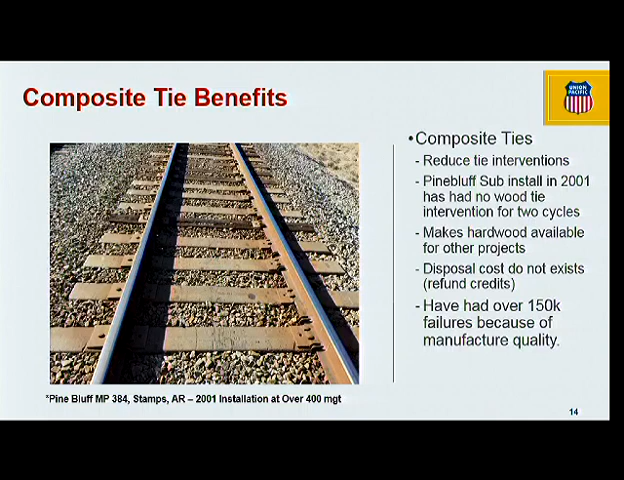 Composite Tie Benefits
UNION
PACIFIC
•Composite Ties
- Reduce tie interventions
- Pinebluff Sub install in 2001
has had no wood tie
intervention for two cycles
- Makes hardwood available
for other projects
- Disposal cost do not exists
(refund credits)
- Have had over 150k
failures because of
manufacture quality.
*Pine Bluff MP 384, Stamps, AR – 2001 Installation at Over 400 mgt
14